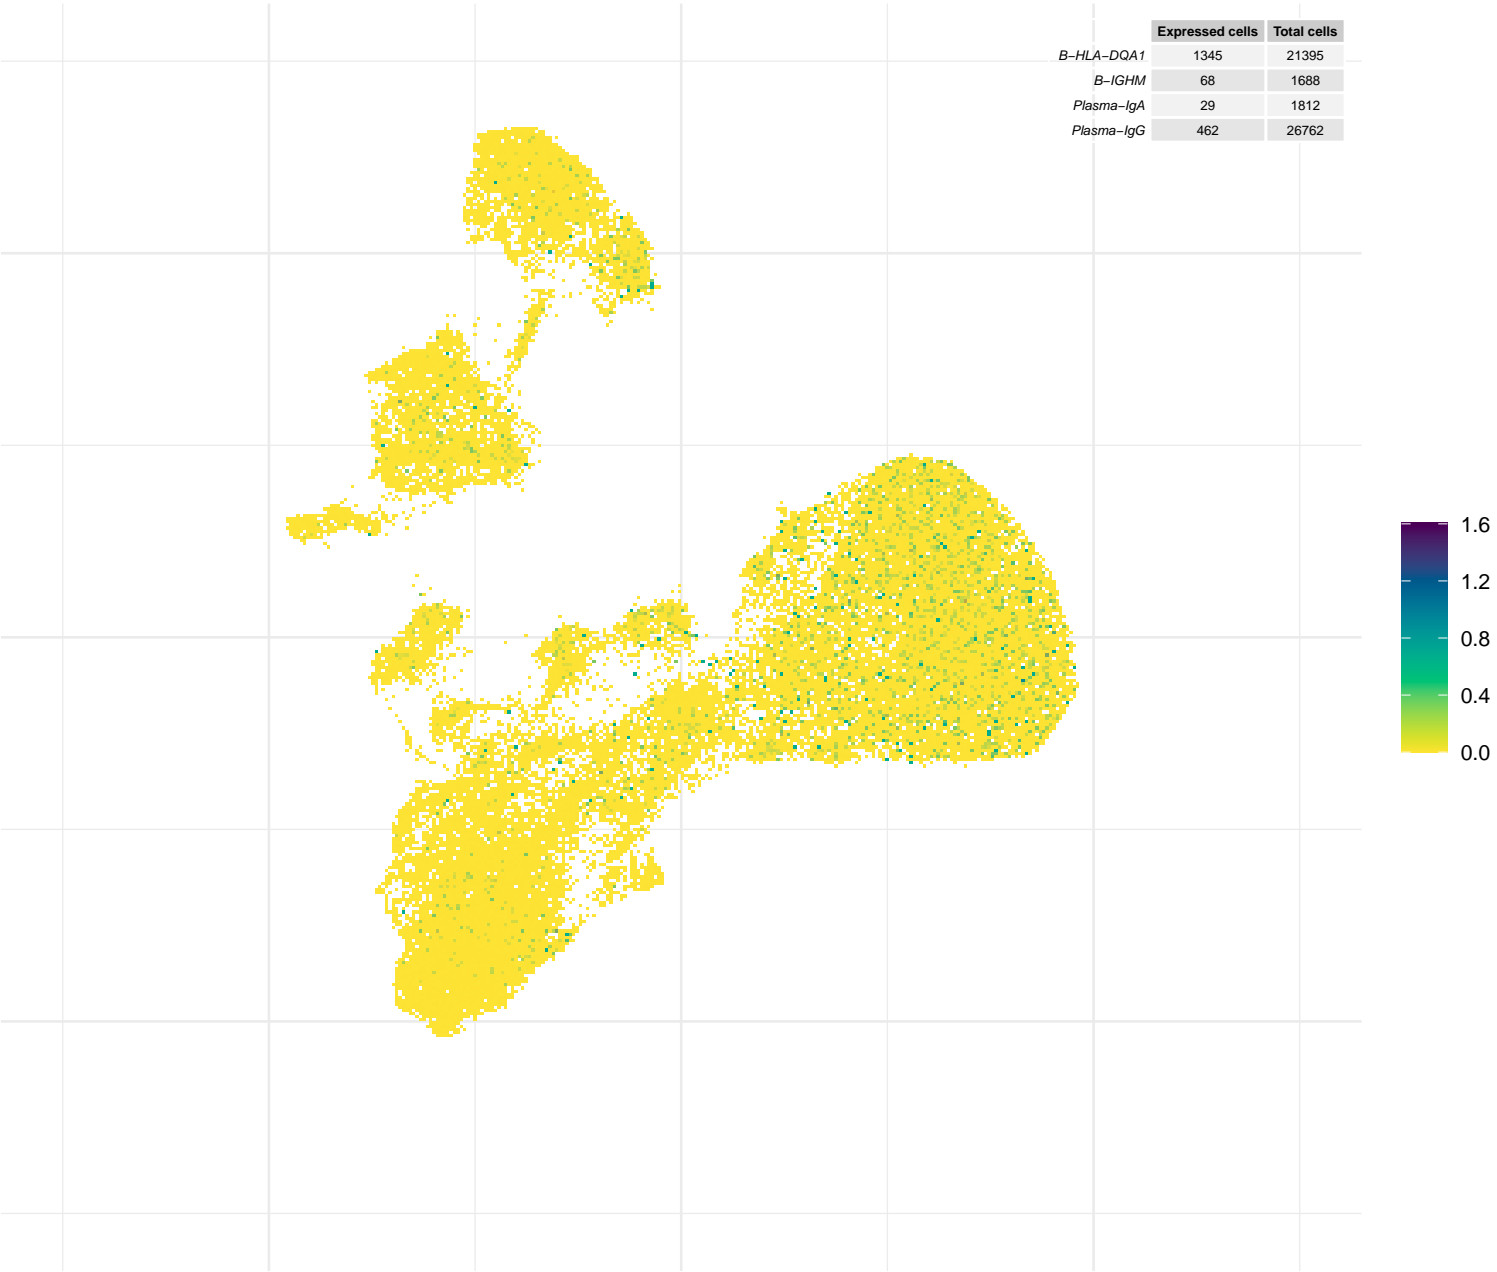 Expressed cells Total cells
B−HLA−DQA1 1345 21395
B−IGHM 68 1688
Plasma−IgA 29 1812
Plasma−IgG 462 26762
1.6
1.2
0.8
0.4
0.0